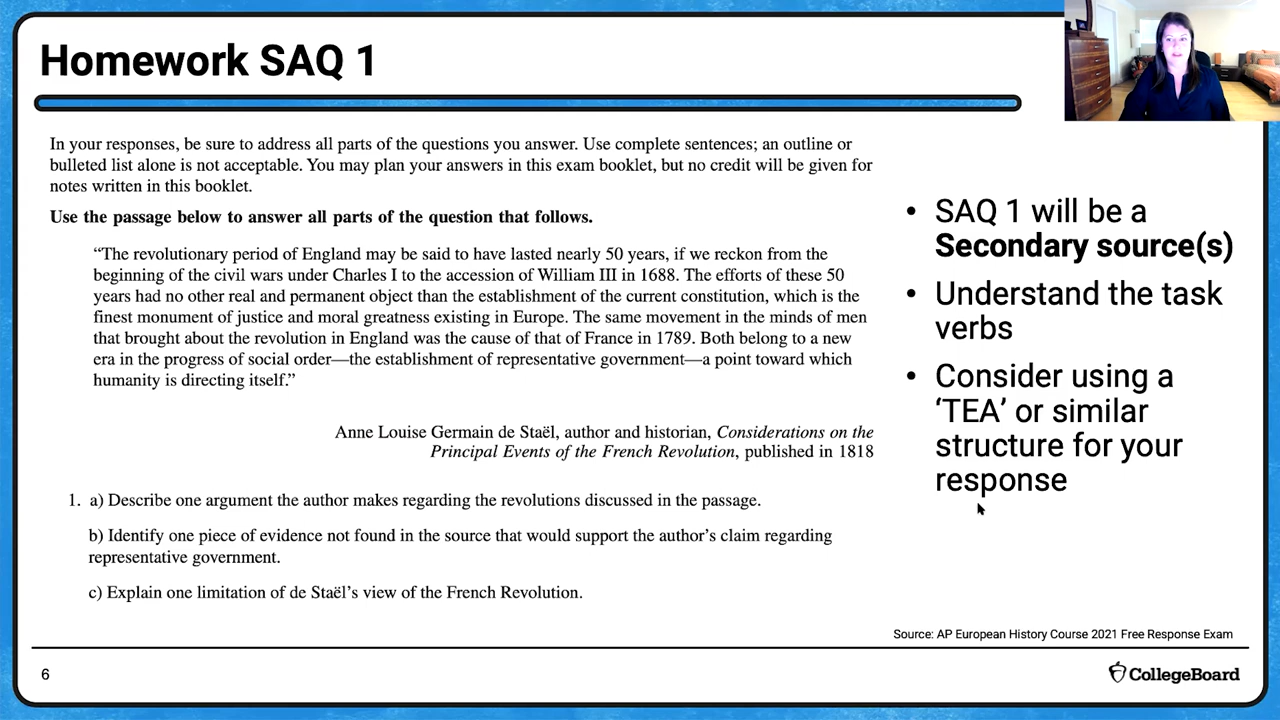 Homework SAQ 1
In your responses, be sure to address all parts of the questions you answer. Use complete sentences; an outline or
bulleted list alone is not acceptable. You may plan your answers in this exam booklet, but no credit will be given for
notes written in this booklet.
Use the passage below to answer all parts of the question that follows.
“The revolutionary period of England may be said to have lasted nearly 50 years, if we reckon from the
beginning of the civil wars under Charles I to the accession of William III in 1688. The efforts of these 50
years had no other real and permanent object than the establishment of the current constitution, which is the
finest monument of justice and moral greatness existing in Europe. The same movement in the minds of men
that brought about the revolution in England was the cause of that of France in 1789. Both belong to a new
era in the progress of social order—the establishment of representative government—a point toward which
humanity is directing itself.”
Anne Louise Germain de Staël, author and historian, Considerations on the
Principal Events of the French Revolution, published in 1818
1. a) Describe one argument the author makes regarding the revolutions discussed in the passage.
b) Identify one piece of evidence not found in the source that would support the author’s claim regarding
representative government.
c) Explain one limitation of de Staël’s view of the French Revolution.
• SAQ 1 will be a
Secondary source(s)
• Understand the task
verbs
• Consider using a
‘TEA’ or similar
structure for your
response
Source: AP European History Course 2021 Free Response Exam
6
CollegeBoard